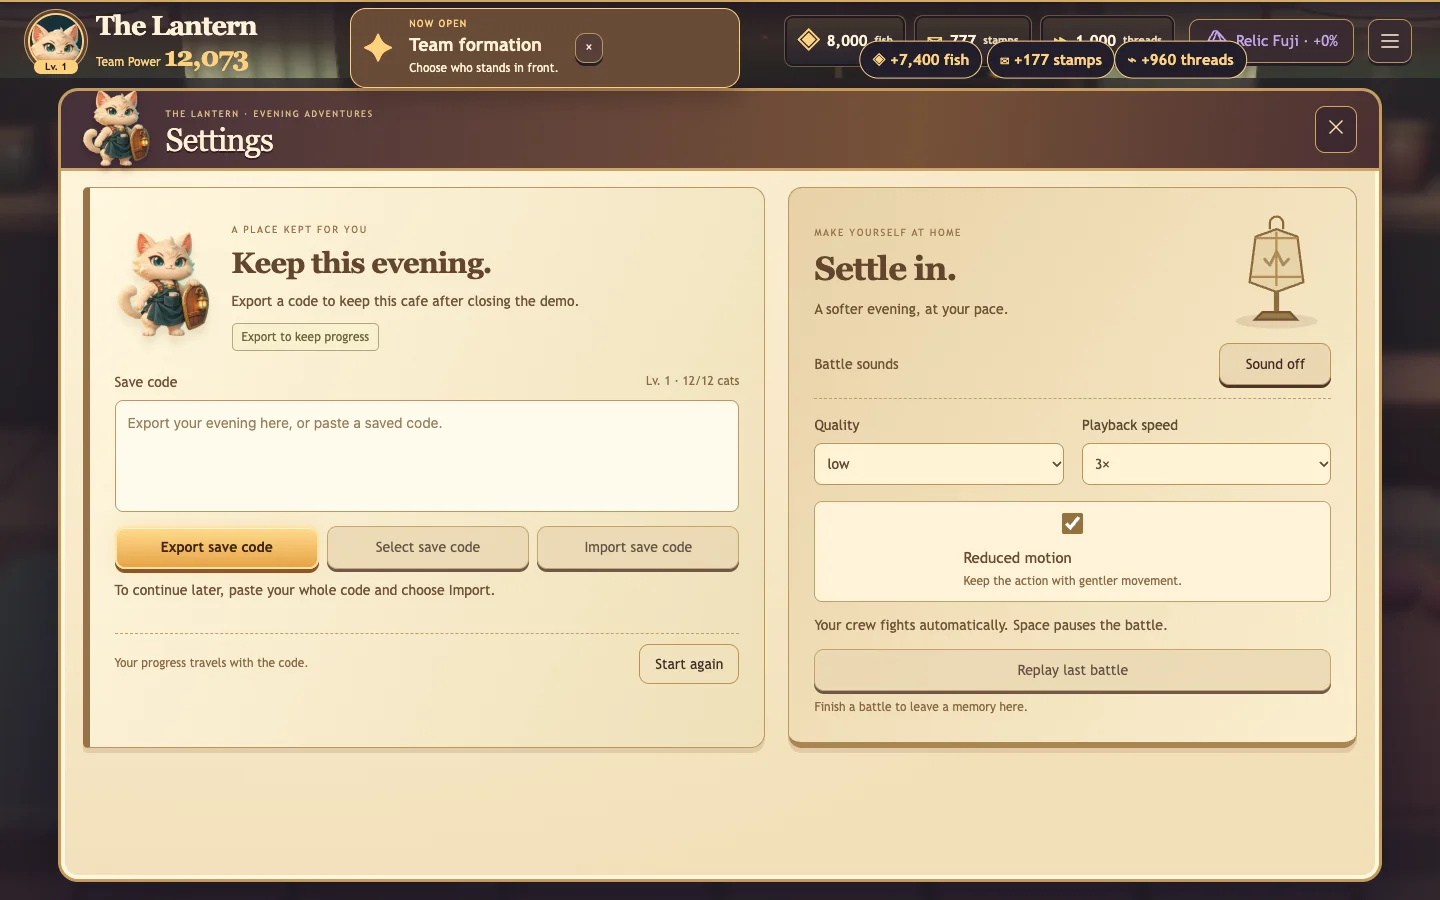 The Lantern
Team Power 12,073
Lv. 1
NOW OPEN
Team formation
Choose who stands in front.
×
8,000 fish
777 stamps
1,000 threads
Relic Fuji · +0%
+7,400 fish
+177 stamps
+960 threads
THE LANTERN · EVENING ADVENTURES
Settings
A PLACE KEPT FOR YOU
Keep this evening.
Export a code to keep this cafe after closing the demo.
Export to keep progress
Save code
Lv. 1 · 12/12 cats
Export your evening here, or paste a saved code.
Export save code
Select save code
Import save code
To continue later, paste your whole code and choose Import.
Your progress travels with the code.
Start again
MAKE YOURSELF AT HOME
Settle in.
A softer evening, at your pace.
Battle sounds
Sound off
Quality
Playback speed
low
3×
Reduced motion
Keep the action with gentler movement.
Your crew fights automatically. Space pauses the battle.
Replay last battle
Finish a battle to leave a memory here.